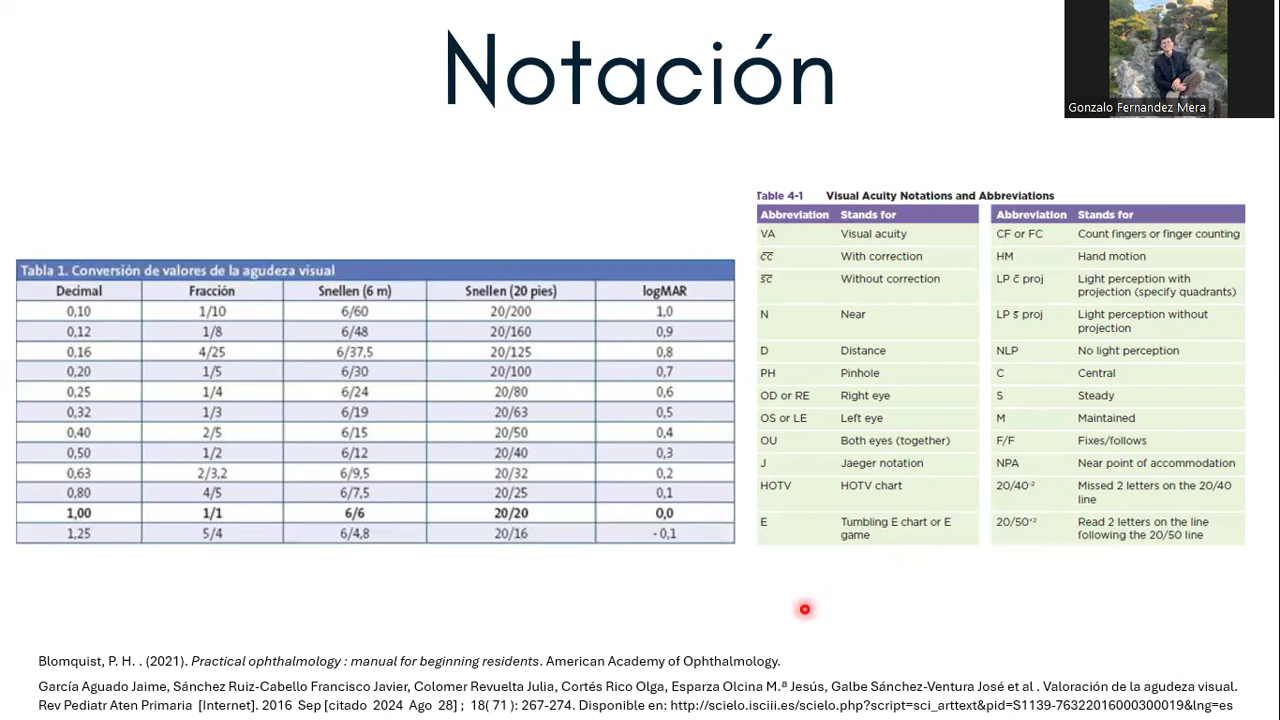 Notación
Gonzalo Fernandez Mera
Tabla 1. Conversión de valores de la agudeza visual
Decimal Fracción Snellen (6 m) Snellen (20 pies) logMAR
0,10 1/10 6/60 20/200 1,0
0,12 1/8 6/48 20/160 0,9
0,16 4/25 6/37,5 20/125 0,8
0,20 1/5 6/30 20/100 0,7
0,25 1/4 6/24 20/80 0,6
0,32 1/3 6/19 20/63 0,5
0,40 2/5 6/15 20/50 0,4
0,50 1/2 6/12 20/40 0,3
0,63 2/3,2 6/9,5 20/32 0,2
0,80 4/5 6/7,5 20/25 0,1
1,00 1/1 6/6 20/20 0,0
1,25 5/4 6/4,8 20/16 - 0,1
Table 4-1 Visual Acuity Notations and Abbreviations
Abbreviation Stands for
VA Visual acuity
c̅c̅ With correction
s̅c̅ Without correction
N Near
D Distance
PH Pinhole
OD or RE Right eye
OS or LE Left eye
OU Both eyes (together)
J Jaeger notation
HOTV HOTV chart
E Tumbling E chart or E
game
Abbreviation Stands for
CF or FC Count fingers or finger counting
HM Hand motion
LP c̄ proj Light perception with
projection (specify quadrants)
LP s̄ proj Light perception without
projection
NLP No light perception
C Central
S Steady
M Maintained
F/F Fixes/follows
NPA Near point of accommodation
20/40⁻² Missed 2 letters on the 20/40
line
20/50⁺² Read 2 letters on the line
following the 20/50 line
Blomquist, P. H. . (2021). Practical ophthalmology : manual for beginning residents. American Academy of Ophthalmology.
García Aguado Jaime, Sánchez Ruiz-Cabello Francisco Javier, Colomer Revuelta Julia, Cortés Rico Olga, Esparza Olcina M.ª Jesús, Galbe Sánchez-Ventura José et al . Valoración de la agudeza visual.
Rev Pediatr Aten Primaria [Internet]. 2016 Sep [citado 2024 Ago 28] ; 18( 71 ): 267-274. Disponible en: http://scielo.isciii.es/scielo.php?script=sci_arttext&pid=S1139-76322016000300019&lng=es